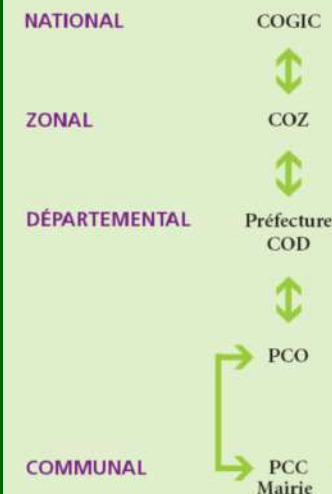 NATIONAL COGIC
ZONAL COZ
DÉPARTEMENTAL Préfecture
COD
PCO
COMMUNAL PCC
Mairie